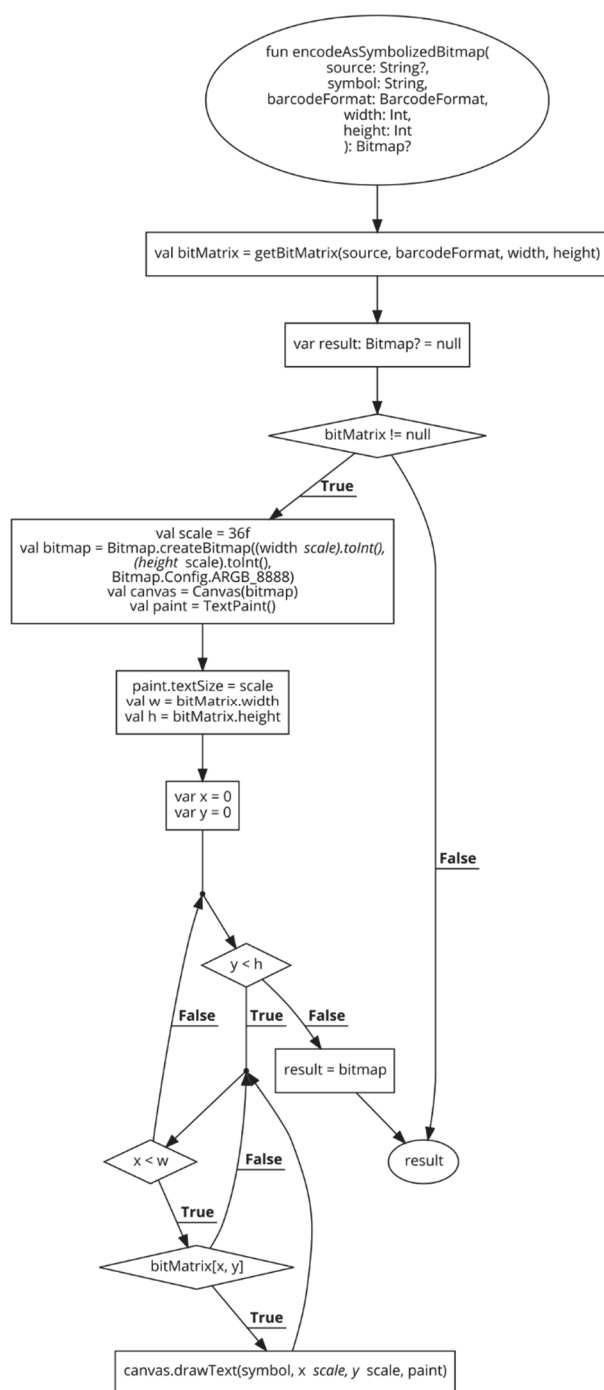 fun encodeAsSymbolizedBitmap(
source: String?,
symbol: String,
barcodeFormat: BarcodeFormat,
width: Int,
height: Int
): Bitmap?
val bitMatrix = getBitMatrix(source, barcodeFormat, width, height)
var result: Bitmap? = null
bitMatrix != null
True
val scale = 36f
val bitmap = Bitmap.createBitmap((width scale).toInt(),
(height scale).toInt(),
Bitmap.Config.ARGB_8888)
val canvas = Canvas(bitmap)
val paint = TextPaint()
paint.textSize = scale
val w = bitMatrix.width
val h = bitMatrix.height
var x = 0
var y = 0
False
y < h
False
True
False
result = bitmap
x < w
False
result
True
bitMatrix[x, y]
True
canvas.drawText(symbol, x scale, y scale, paint)